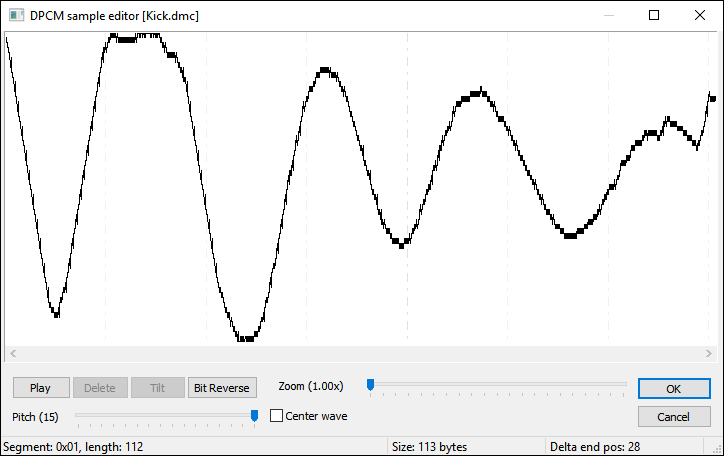 DPCM sample editor [Kick.dmc]
Play Delete Tilt Bit Reverse Zoom (1.00x) OK
Pitch (15) Center wave Cancel
Segment: 0x01, length: 112 Size: 113 bytes Delta end pos: 28